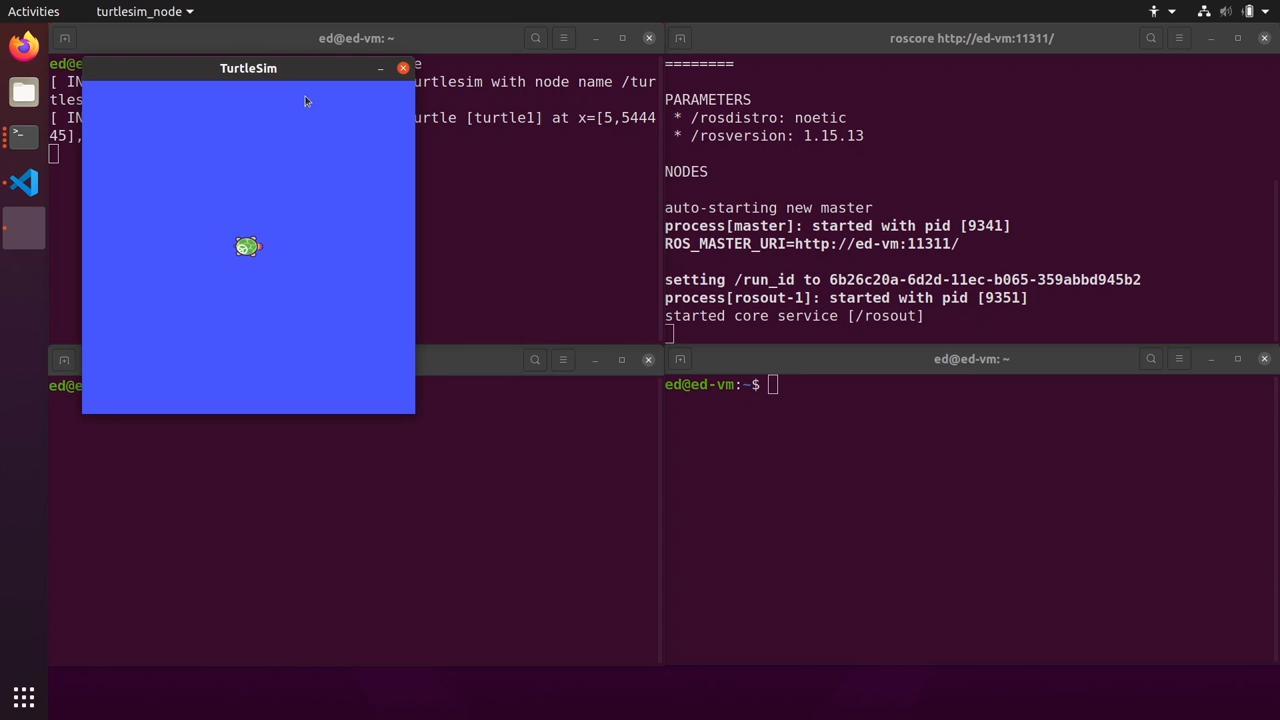 Activities
turtlesim_node
ed@ed-vm: ~
roscore http://ed-vm:11311/
TurtleSim
[ IN urtlesim with node name /tur
tles
[ IN urtle [turtle1] at x=[5,5444
45],
========
PARAMETERS
* /rosdistro: noetic
* /rosversion: 1.15.13
NODES
auto-starting new master
process[master]: started with pid [9341]
ROS_MASTER_URI=http://ed-vm:11311/
setting /run_id to 6b26c20a-6d2d-11ec-b065-359abbd945b2
process[rosout-1]: started with pid [9351]
started core service [/rosout]
ed@ed-vm: ~
ed@ed-vm:~$